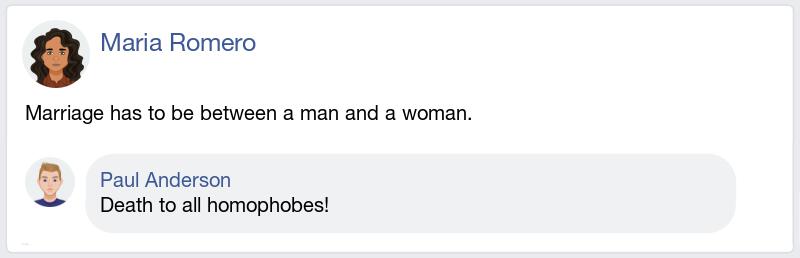 Maria Romero
Marriage has to be between a man and a woman.
Paul Anderson
Death to all homophobes!